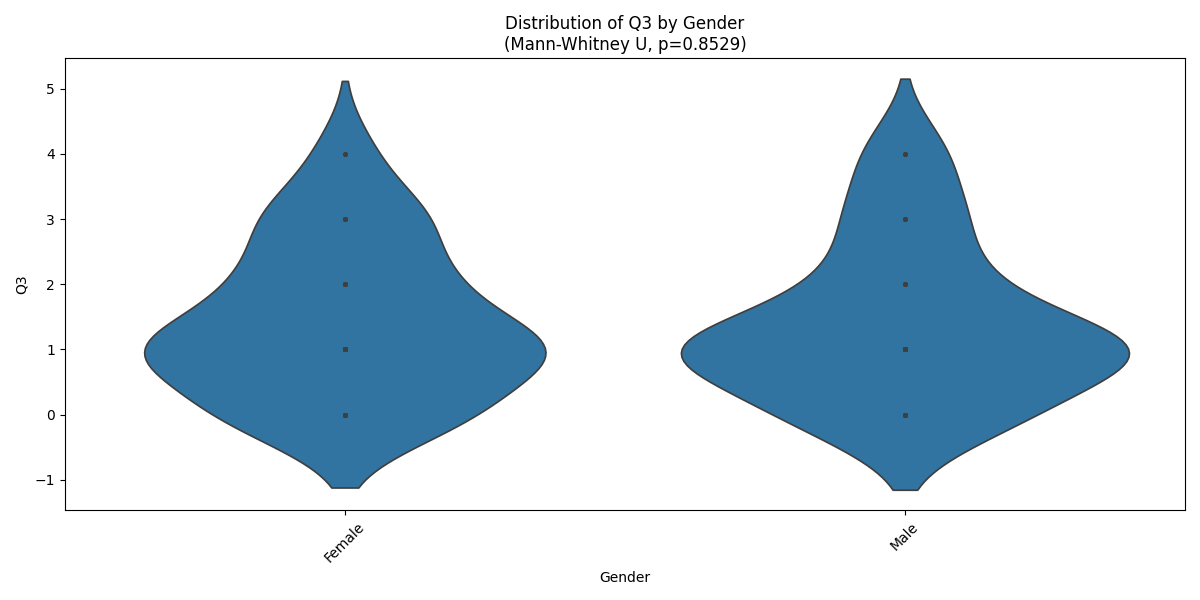 Distribution of Q3 by Gender
(Mann-Whitney U, p=0.8529)
5
4
3
2
1
0
−1
Q3
Female
Male
Gender